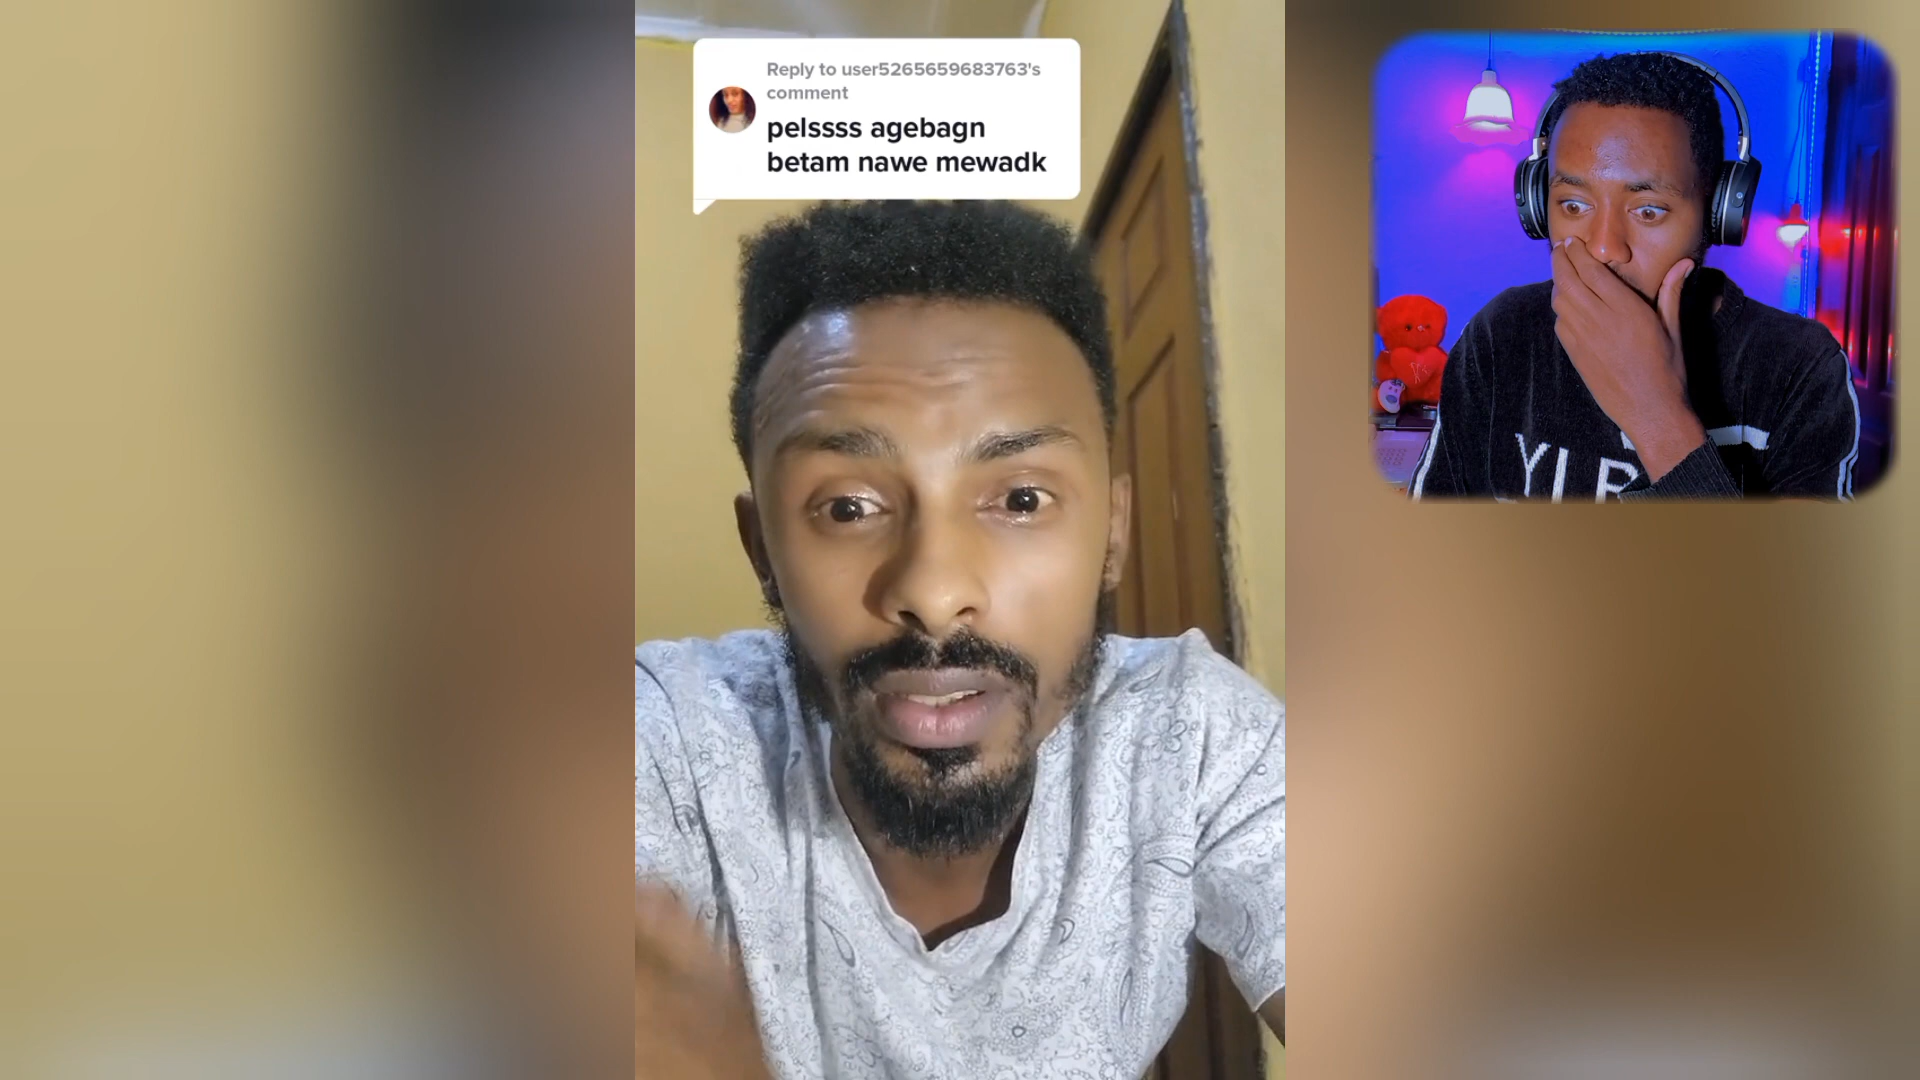 Reply to user5265659683763's
comment
pelssss agebagn
betam nawe mewadk